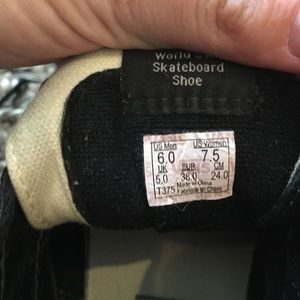 World
Skateboard
Shoe
US Men US Women
6.0 7.5
UK EUR CM
5.0 38.0 24.0
Made in China
T375 Fabriqué en Chine